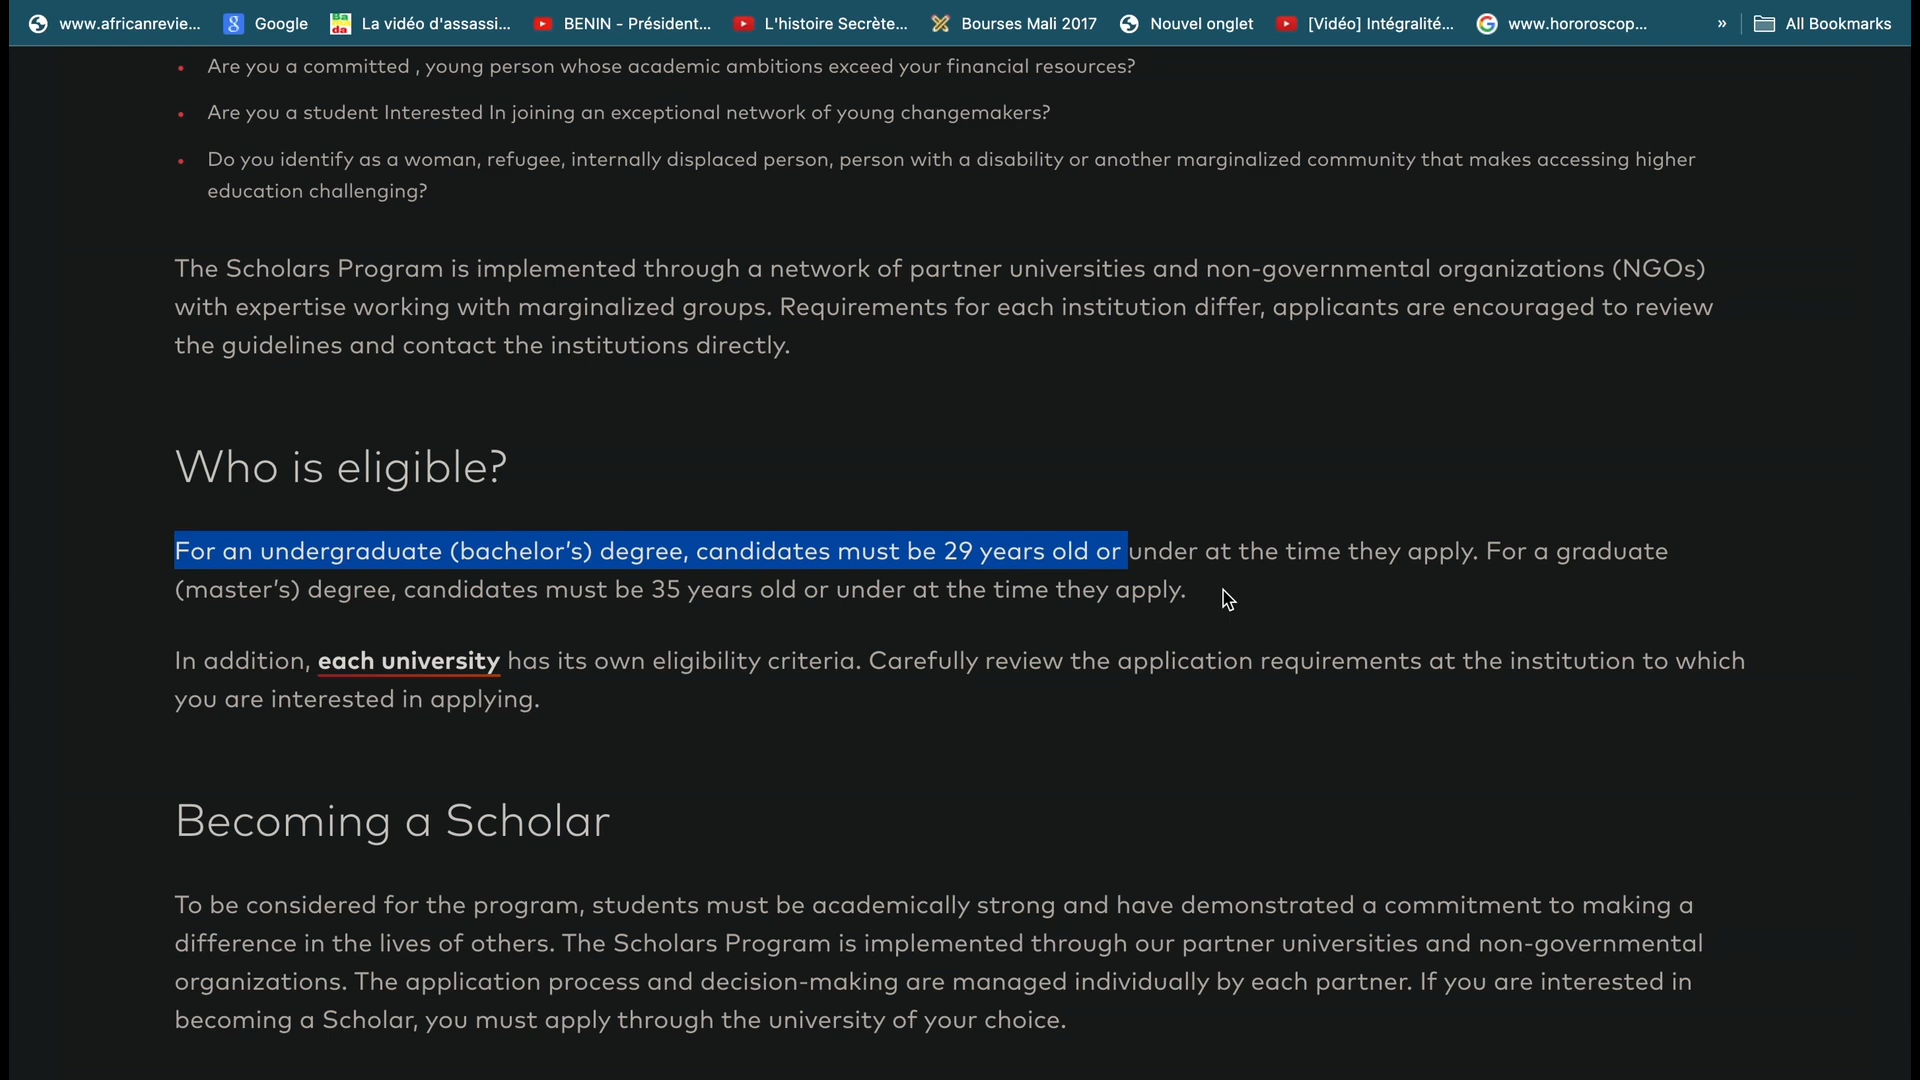 www.africanrevie... Google La vidéo d'assassi... BENIN - Président... L'histoire Secrète... Bourses Mali 2017 Nouvel onglet [Vidéo] Intégralité... www.hororoscop... » All Bookmarks
• Are you a committed , young person whose academic ambitions exceed your financial resources?
• Are you a student Interested In joining an exceptional network of young changemakers?
• Do you identify as a woman, refugee, internally displaced person, person with a disability or another marginalized community that makes accessing higher
education challenging?
The Scholars Program is implemented through a network of partner universities and non-governmental organizations (NGOs)
with expertise working with marginalized groups. Requirements for each institution differ, applicants are encouraged to review
the guidelines and contact the institutions directly.
Who is eligible?
For an undergraduate (bachelor’s) degree, candidates must be 29 years old or under at the time they apply. For a graduate
(master’s) degree, candidates must be 35 years old or under at the time they apply.
In addition, each university has its own eligibility criteria. Carefully review the application requirements at the institution to which
you are interested in applying.
Becoming a Scholar
To be considered for the program, students must be academically strong and have demonstrated a commitment to making a
difference in the lives of others. The Scholars Program is implemented through our partner universities and non-governmental
organizations. The application process and decision-making are managed individually by each partner. If you are interested in
becoming a Scholar, you must apply through the university of your choice.